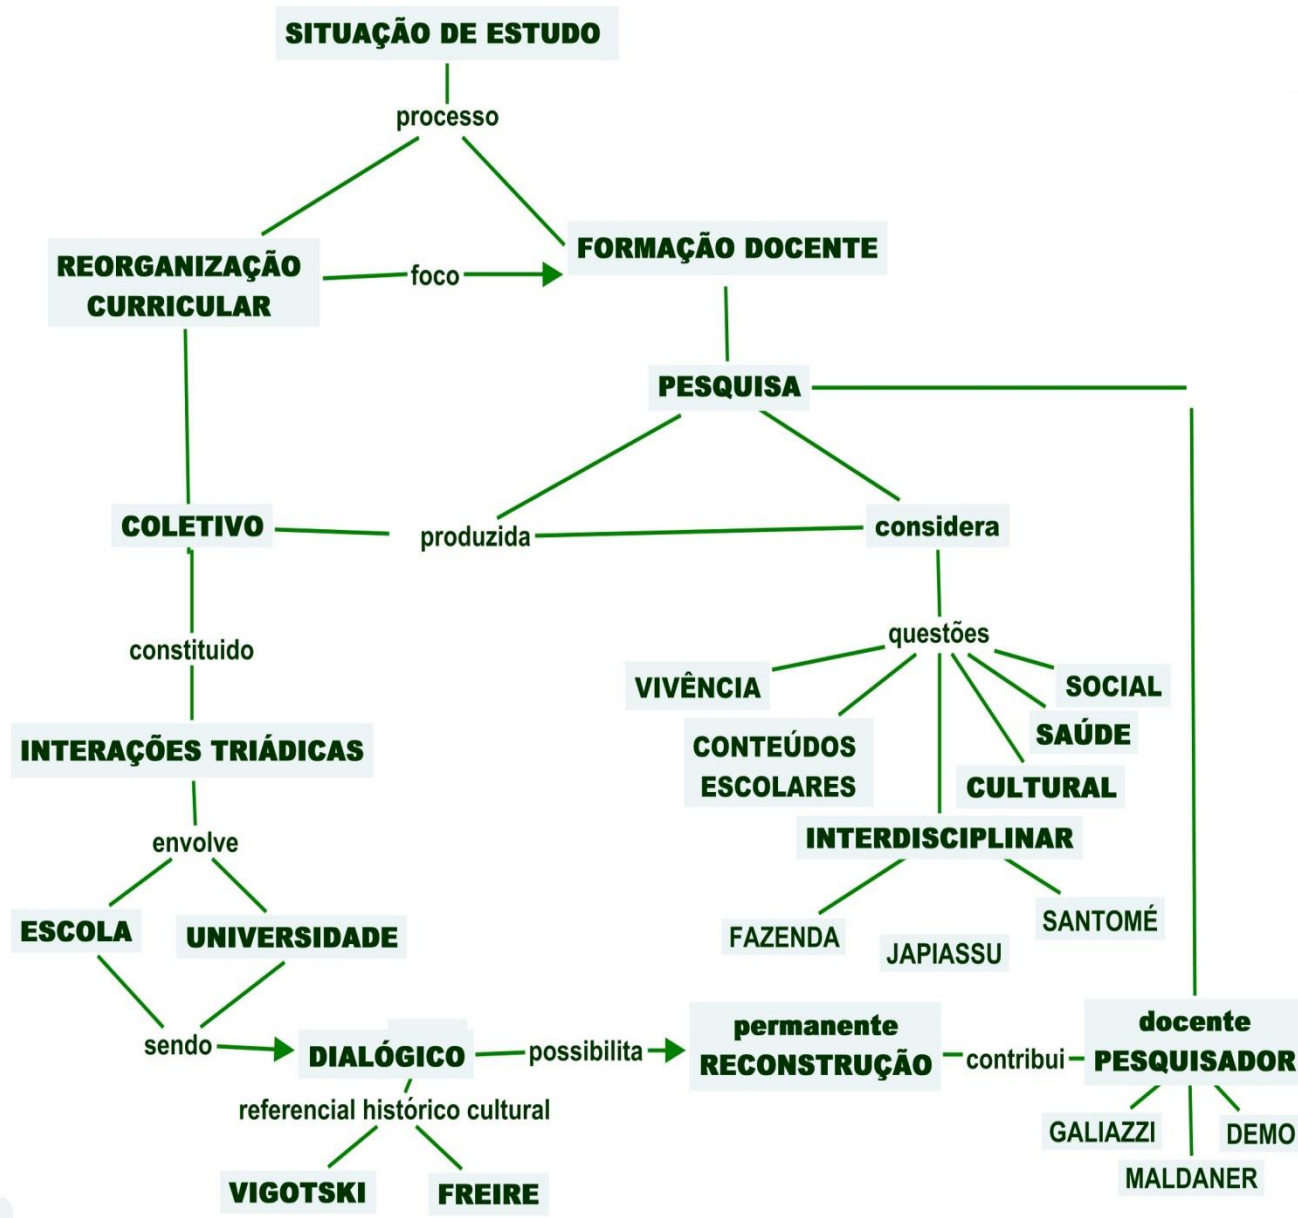 SITUAÇÃO DE ESTUDO
processo
REORGANIZAÇÃO
CURRICULAR
foco
FORMAÇÃO DOCENTE
PESQUISA
COLETIVO
produzida
considera
constituido
questões
VIVÊNCIA
SOCIAL
CONTEÚDOS
ESCOLARES
SAÚDE
CULTURAL
INTERAÇÕES TRIÁDICAS
INTERDISCIPLINAR
envolve
ESCOLA
UNIVERSIDADE
FAZENDA
JAPIASSU
SANTOMÉ
sendo
DIALÓGICO
possibilita
permanente
RECONSTRUÇÃO
contribui
docente
PESQUISADOR
referencial histórico cultural
VIGOTSKI
FREIRE
GALIAZZI
MALDANER
DEMO